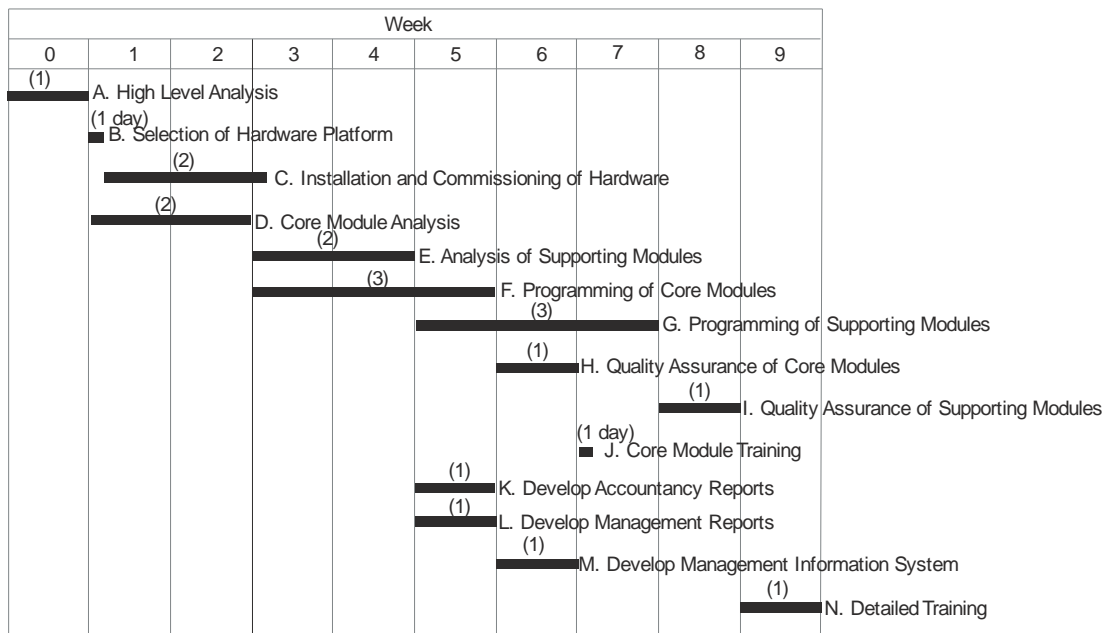 Week
0 1 2 3 4 5 6 7 8 9
(1)
A. High Level Analysis
(1 day)
B. Selection of Hardware Platform
(2)
C. Installation and Commissioning of Hardware
(2)
D. Core Module Analysis
(2)
E. Analysis of Supporting Modules
(3)
F. Programming of Core Modules
(3)
G. Programming of Supporting Modules
(1)
H. Quality Assurance of Core Modules
(1)
I. Quality Assurance of Supporting Modules
(1 day)
J. Core Module Training
(1)
K. Develop Accountancy Reports
(1)
L. Develop Management Reports
(1)
M. Develop Management Information System
(1)
N. Detailed Training